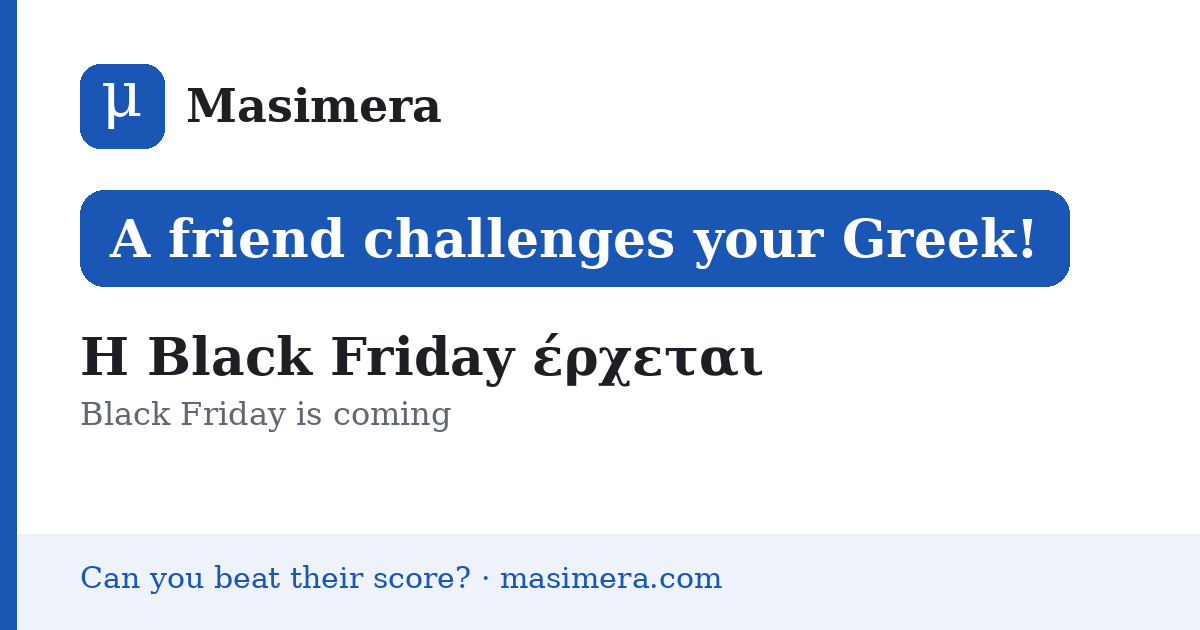 μ Masimera
A friend challenges your Greek!
Η Black Friday έρχεται
Black Friday is coming
Can you beat their score? · masimera.com